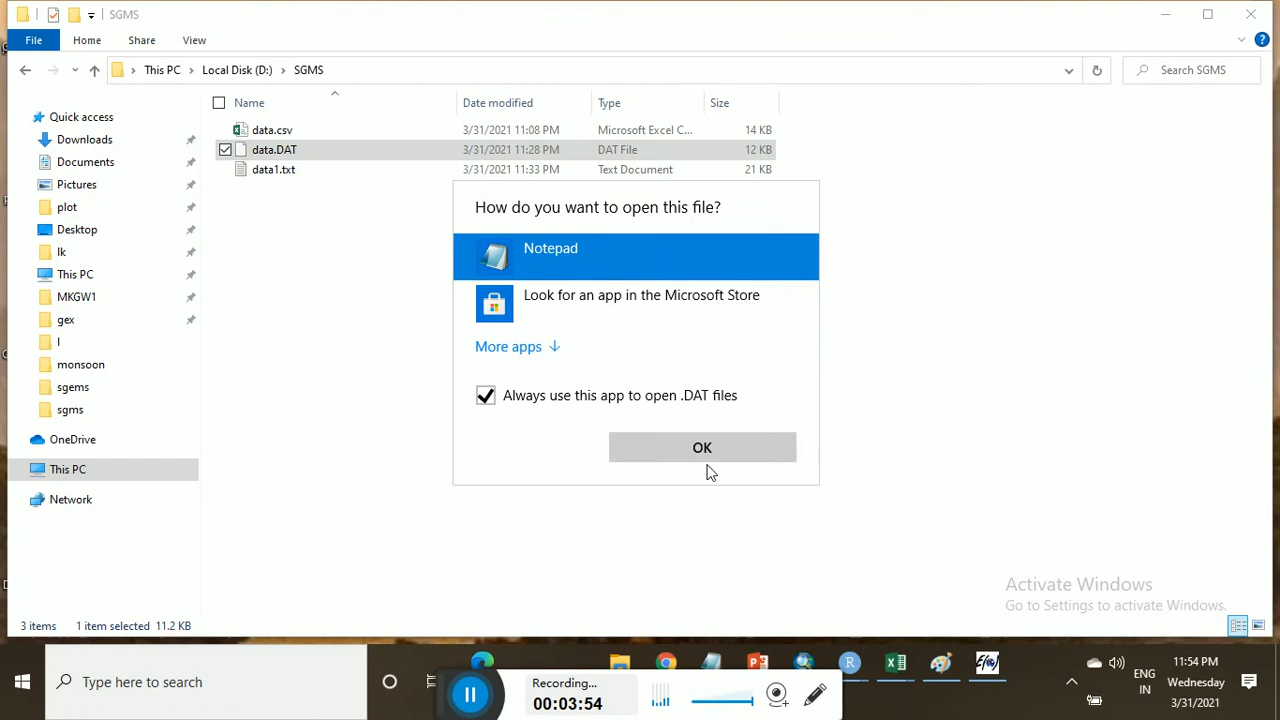 SGMS
File Home Share View
This PC Local Disk (D:) SGMS
Search SGMS
Name Date modified Type Size
data.csv 3/31/2021 11:08 PM Microsoft Excel C... 14 KB
data.DAT 3/31/2021 11:28 PM DAT File 12 KB
data1.txt 3/31/2021 11:33 PM Text Document 21 KB
Quick access
Downloads
Documents
Pictures
plot
Desktop
lk
This PC
MKGW1
gex
l
monsoon
sgems
sgms
OneDrive
This PC
Network
How do you want to open this file?
Notepad
Look for an app in the Microsoft Store
More apps
Always use this app to open .DAT files
OK
Activate Windows
Go to Settings to activate Windows.
3 items 1 item selected 11.2 KB
Type here to search
Recording...
00:03:54
ENG
IN
11:54 PM
Wednesday
3/31/2021